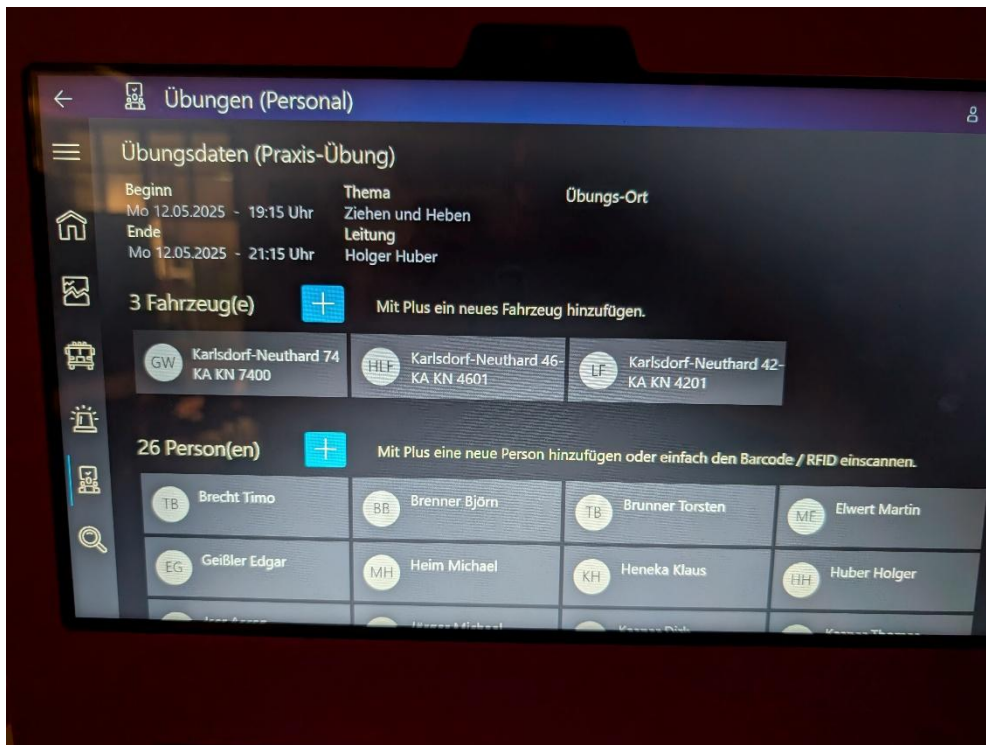 Übungen (Personal)
Übungsdaten (Praxis-Übung)
Beginn
Mo 12.05.2025 - 19:15 Uhr
Ende
Mo 12.05.2025 - 21:15 Uhr
Thema
Ziehen und Heben
Leitung
Holger Huber
Übungs-Ort
3 Fahrzeug(e)
Mit Plus ein neues Fahrzeug hinzufügen.
GW
Karlsdorf-Neuthard 74
KA KN 7400
HLF
Karlsdorf-Neuthard 46-
KA KN 4601
LF
Karlsdorf-Neuthard 42-
KA KN 4201
26 Person(en)
Mit Plus eine neue Person hinzufügen oder einfach den Barcode / RFID einscannen.
TB Brecht Timo
BB Brenner Björn
TB Brunner Torsten
ME Elwert Martin
EG Geißler Edgar
MH Heim Michael
KH Heneka Klaus
HH Huber Holger